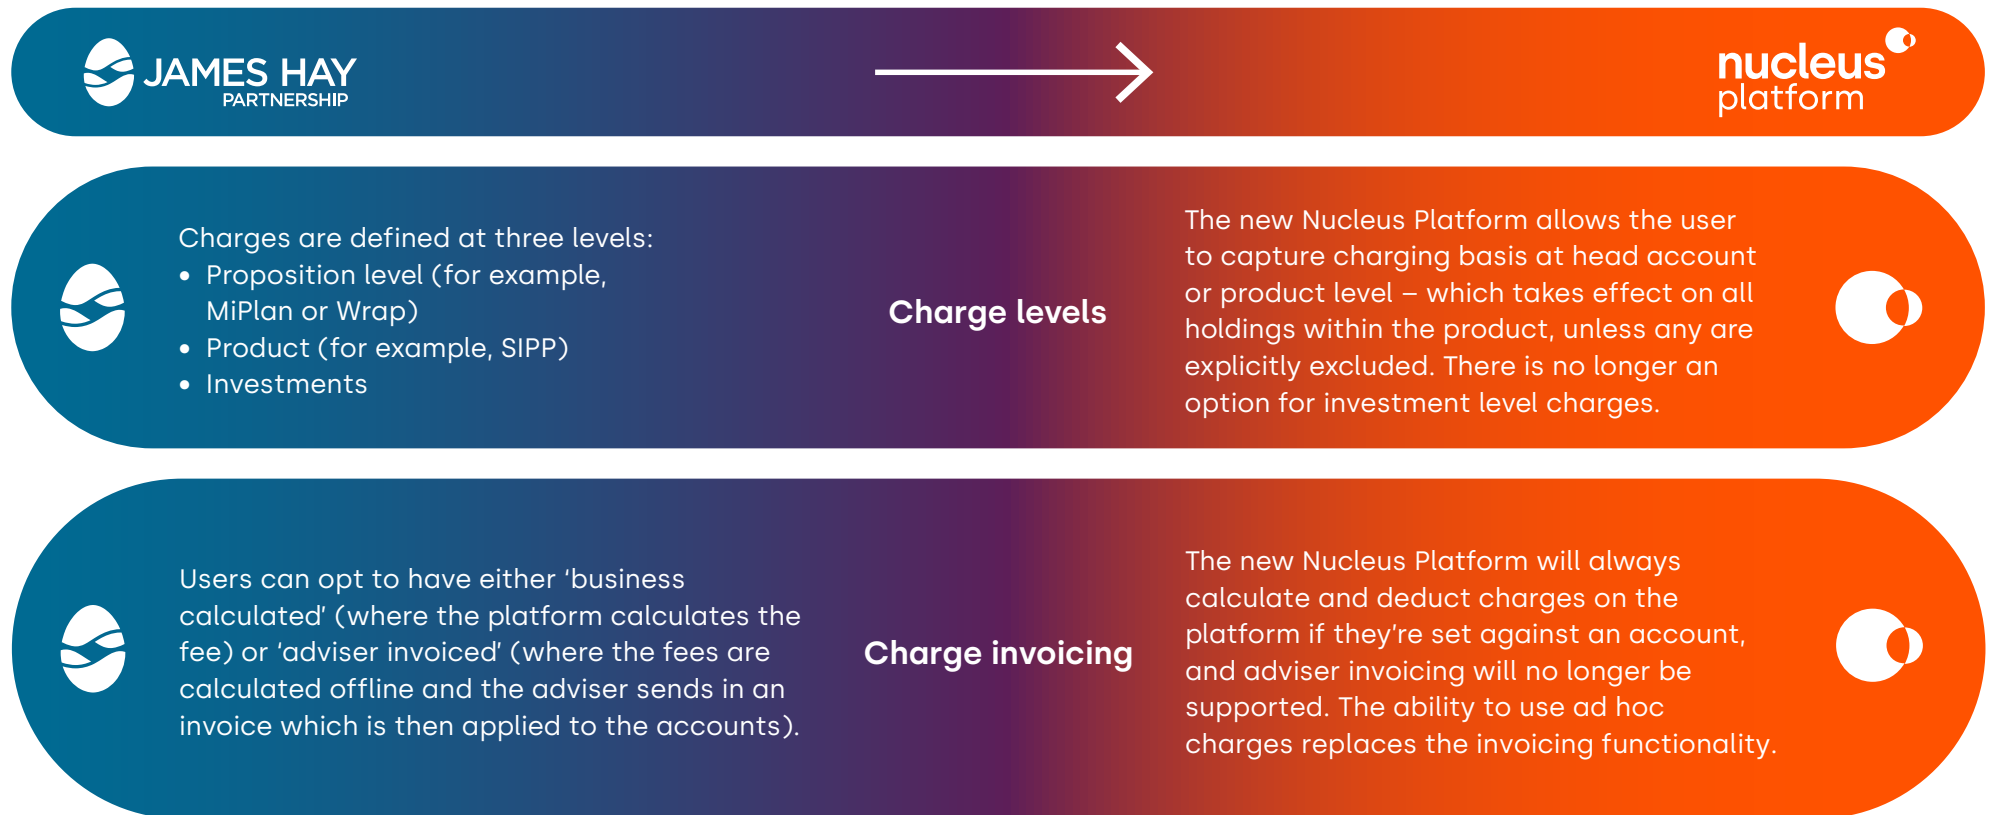 JAMES HAY
PARTNERSHIP
nucleus
platform
Charges are defined at three levels:
• Proposition level (for example,
MiPlan or Wrap)
• Product (for example, SIPP)
• Investments
Charge levels
The new Nucleus Platform allows the user
to capture charging basis at head account
or product level – which takes effect on all
holdings within the product, unless any are
explicitly excluded. There is no longer an
option for investment level charges.
Users can opt to have either ‘business
calculated’ (where the platform calculates the
fee) or ‘adviser invoiced’ (where the fees are
calculated offline and the adviser sends in an
invoice which is then applied to the accounts).
Charge invoicing
The new Nucleus Platform will always
calculate and deduct charges on the
platform if they’re set against an account,
and adviser invoicing will no longer be
supported. The ability to use ad hoc
charges replaces the invoicing functionality.